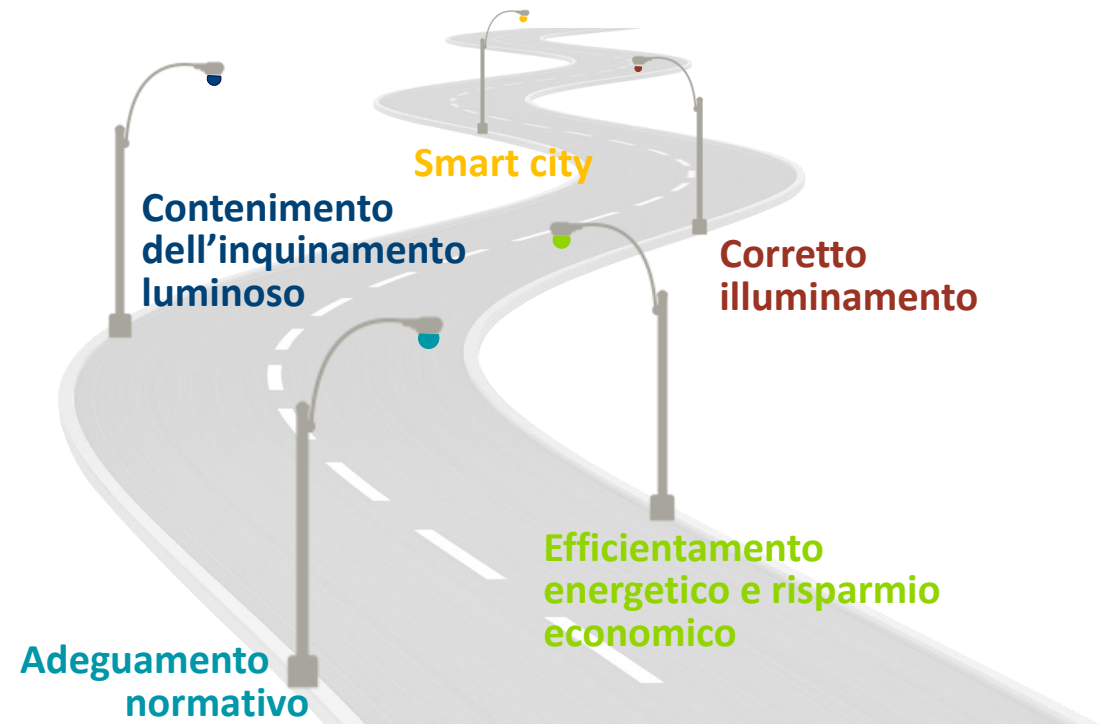 Smart city
Contenimento
dell’inquinamento
luminoso
Corretto
illuminamento
Efficientamento
energetico e risparmio
economico
Adeguamento
normativo